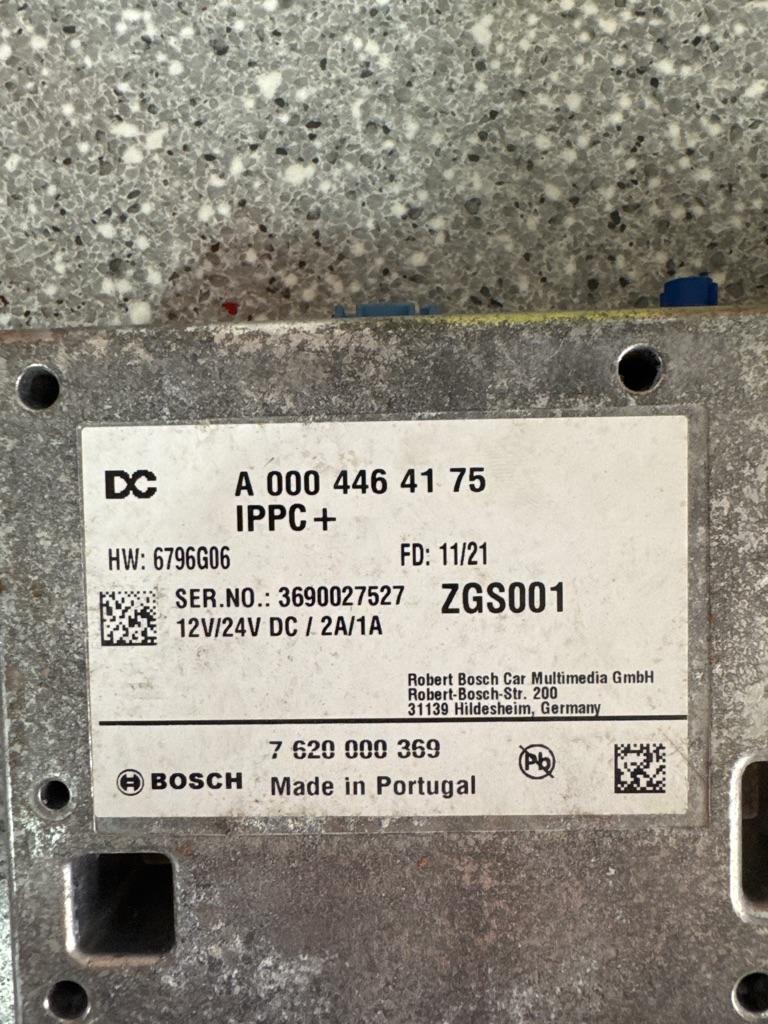 DC A 000 446 41 75
IPPC+
HW: 6796G06 FD: 11/21
SER.NO.: 3690027527 ZGS001
12V/24V DC / 2A/1A
Robert Bosch Car Multimedia GmbH
Robert-Bosch-Str. 200
31139 Hildesheim, Germany
7 620 000 369
BOSCH Made in Portugal Pb